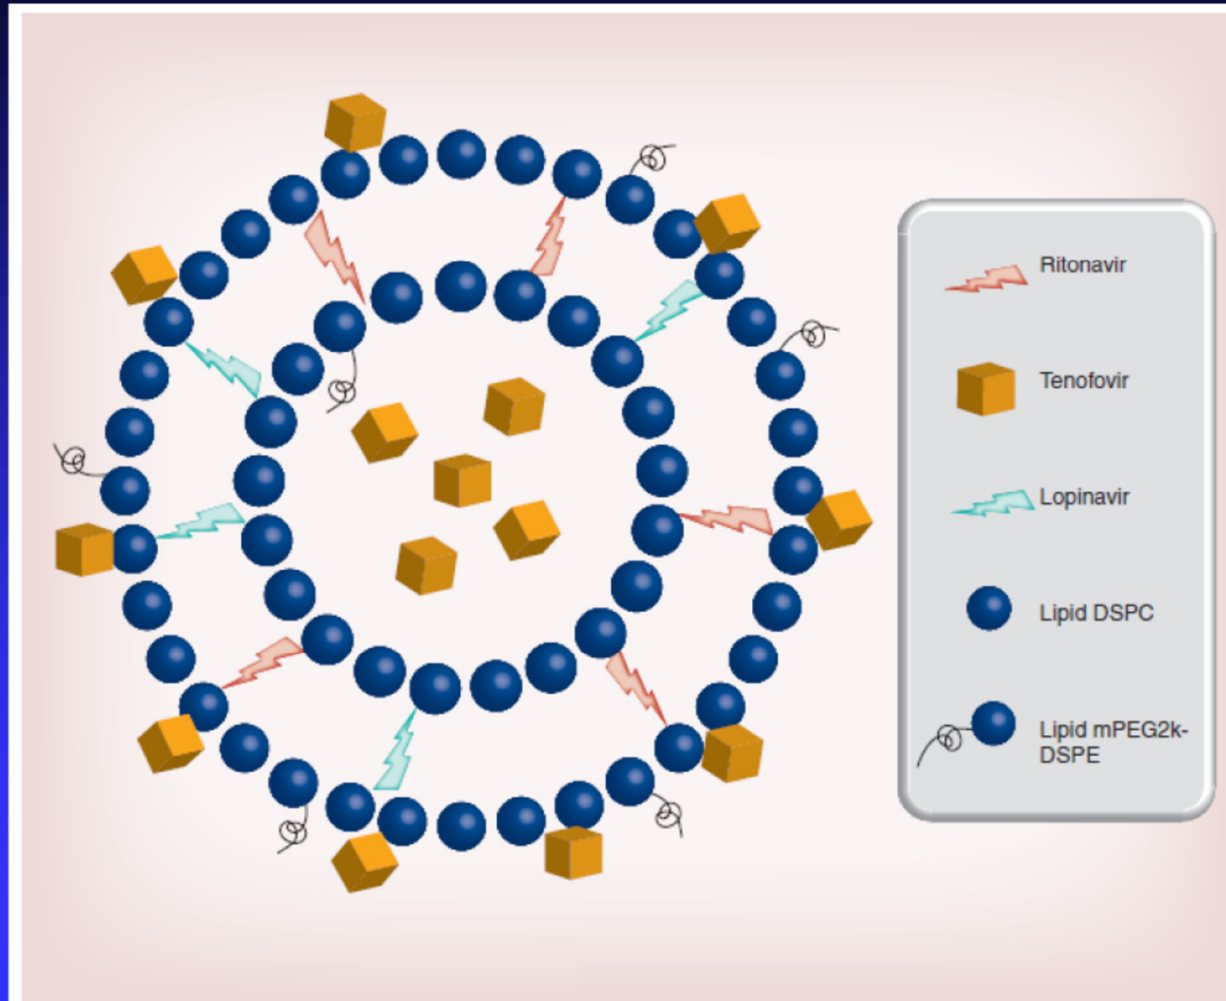 Ritonavir
Tenofovir
Lopinavir
Lipid DSPC
Lipid mPEG2k-
DSPE